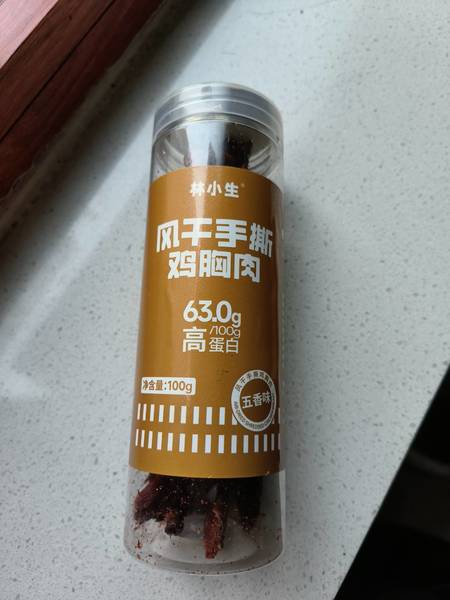 林小生®
风干手撕
鸡胸肉
63.0g
/100g
高蛋白
净含量:100g
五香味